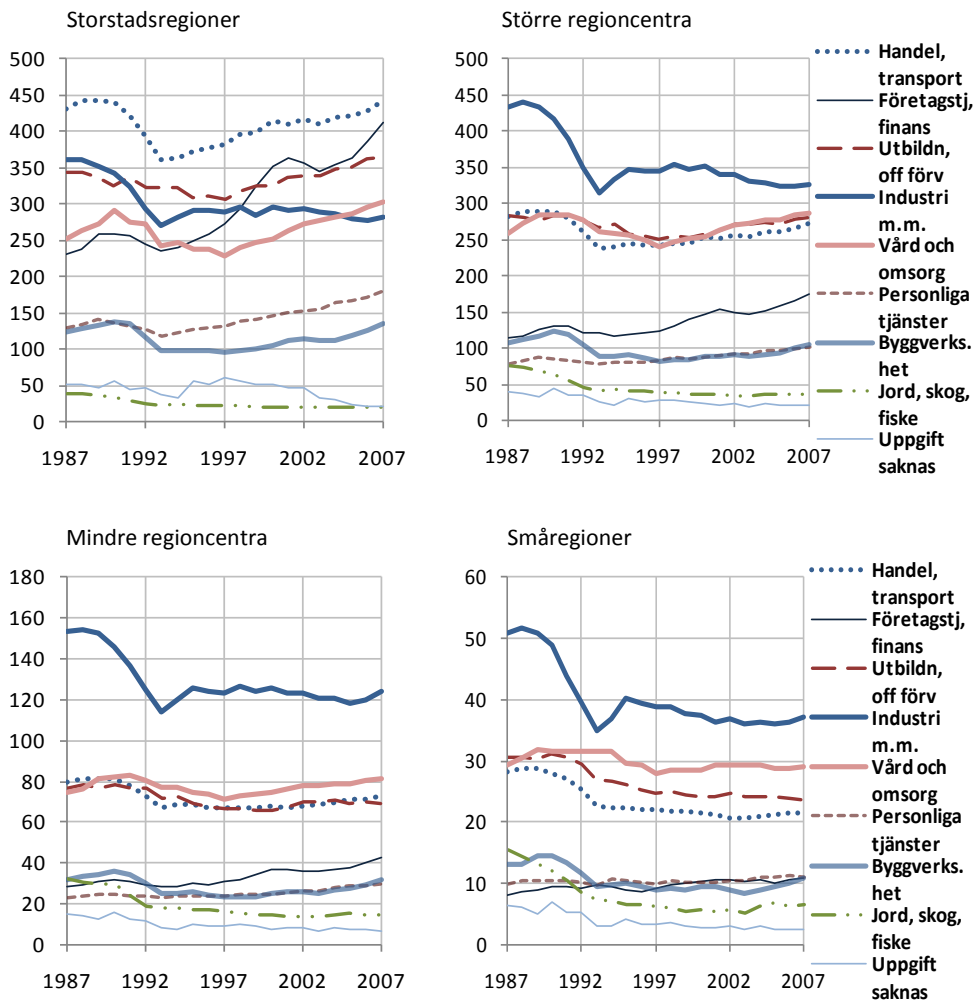 Storstadsregioner
500
450
400
350
300
250
200
150
100
50
0
1987 1992 1997 2002 2007
Större regioncentra
500
450
400
350
300
250
200
150
100
50
0
1987 1992 1997 2002 2007
Handel,
transport
Företagstj,
finans
Utbildn,
off förv
Industri
m.m.
Vård och
omsorg
Personliga
tjänster
Byggverks.
het
Jord, skog,
fiske
Uppgift
saknas
Mindre regioncentra
180
160
140
120
100
80
60
40
20
0
1987 1992 1997 2002 2007
Småregioner
60
50
40
30
20
10
0
1987 1992 1997 2002 2007
Handel,
transport
Företagstj,
finans
Utbildn,
off förv
Industri
m.m.
Vård och
omsorg
Personliga
tjänster
Byggverks.
het
Jord, skog,
fiske
Uppgift
saknas